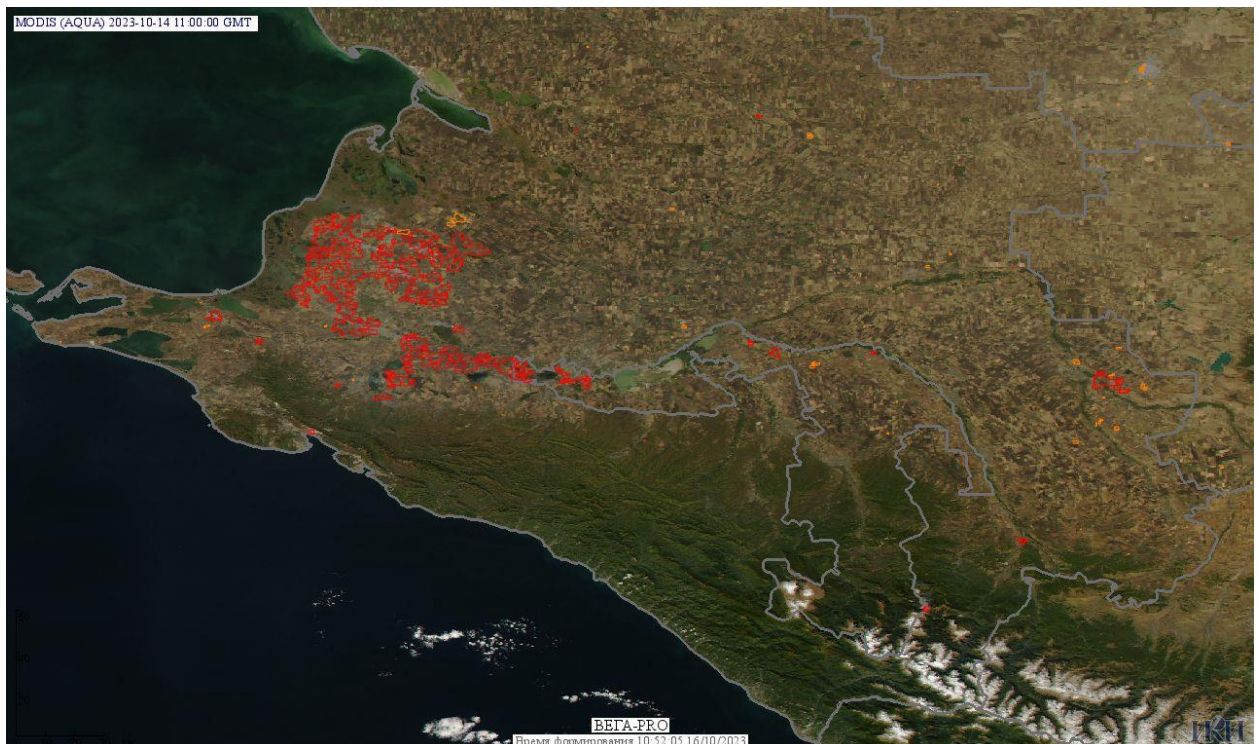 MODIS (AQUA) 2023-10-14 11:00:00 GMT
ВЕГА-PRO
Время формирования 10:52:05 16/10/2023
ИКИ